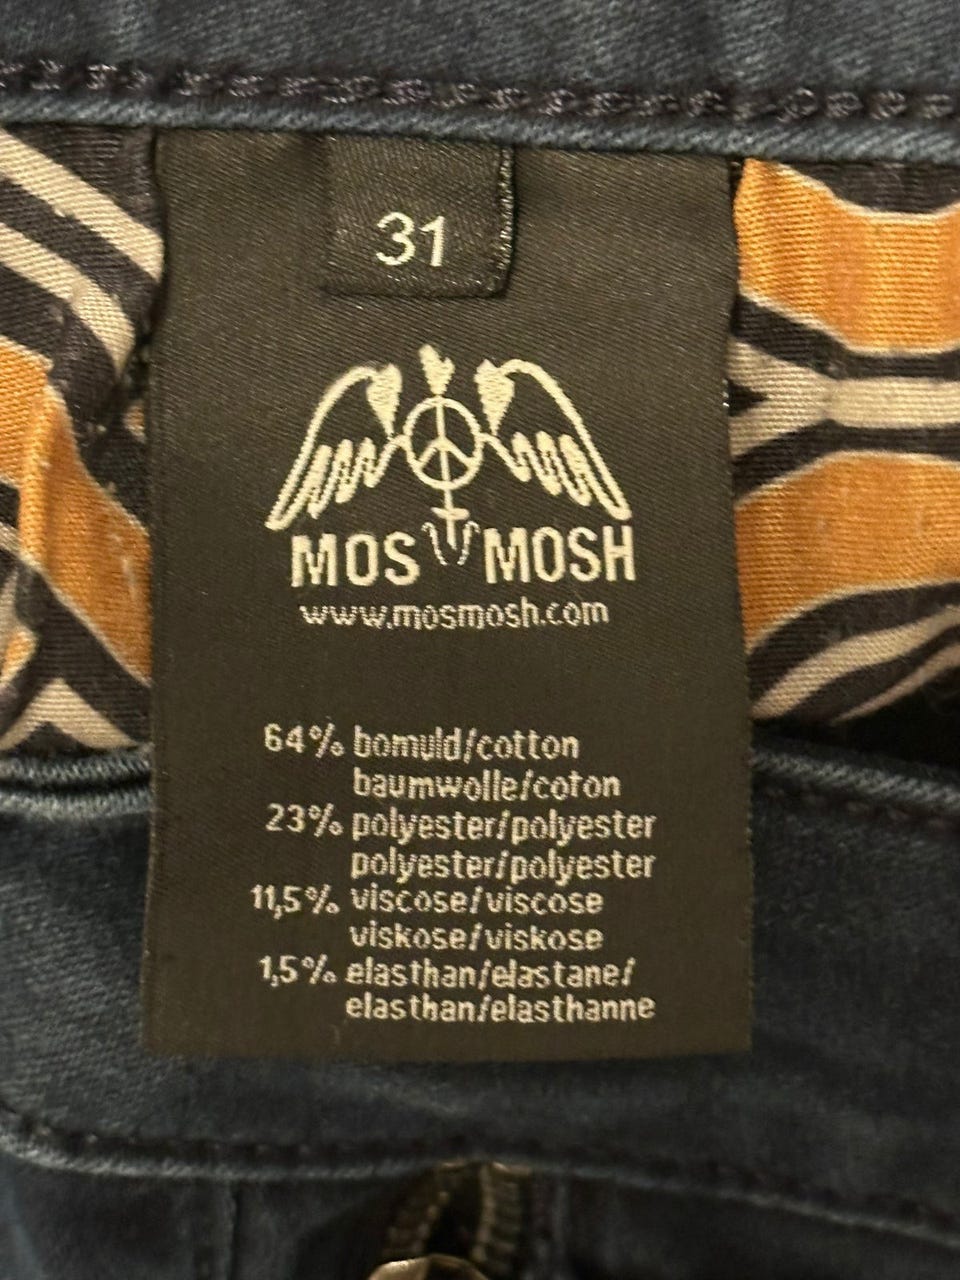 31
MOS MOSH
www.mosmosh.com
64% bomuld/cotton
baumwolle/coton
23% polyester/polyester
polyester/polyester
11,5% viscose/viscose
viskose/viskose
1,5% elasthan/elastane/
elasthan/elasthanne